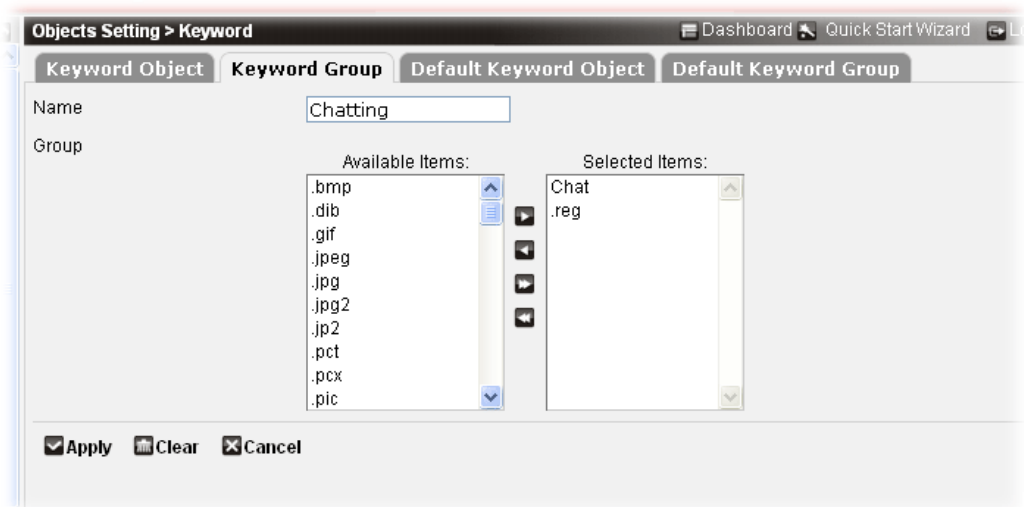 Objects Setting > Keyword
Dashboard Quick Start Wizard
Keyword Object Keyword Group Default Keyword Object Default Keyword Group
Name Chatting
Group
Available Items: Selected Items:
.bmp Chat
.dib .reg
.gif
.jpeg
.jpg
.jpg2
.jp2
.pct
.pcx
.pic
Apply Clear Cancel